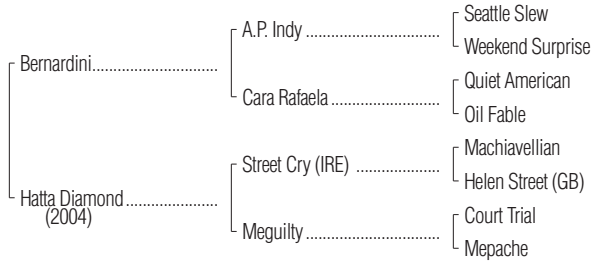 Seattle Slew
A.P. Indy
Weekend Surprise
Bernardini
Quiet American
Cara Rafaela
Oil Fable
Machiavellian
Street Cry (IRE)
Helen Street (GB)
Hatta Diamond
(2004)
Court Trial
Meguilty
Mepache